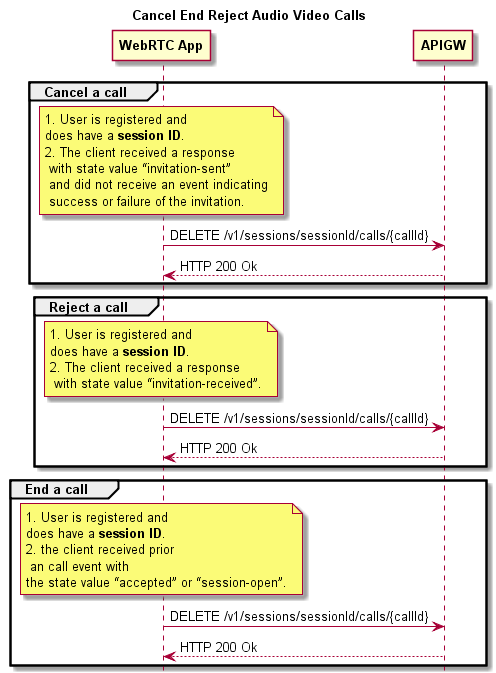 Cancel End Reject Audio Video Calls
WebRTC App
APIGW
Cancel a call
1. User is registered and
does have a session ID.
2. The client received a response
with state value “invitation-sent”
and did not receive an event indicating
success or failure of the invitation.
DELETE /v1/sessions/sessionId/calls/{callId}
HTTP 200 Ok
Reject a call
1. User is registered and
does have a session ID.
2. The client received a response
with state value “invitation-received”.
DELETE /v1/sessions/sessionId/calls/{callId}
HTTP 200 Ok
End a call
1. User is registered and
does have a session ID.
2. the client received prior
an call event with
the state value “accepted” or “session-open”.
DELETE /v1/sessions/sessionId/calls/{callId}
HTTP 200 Ok